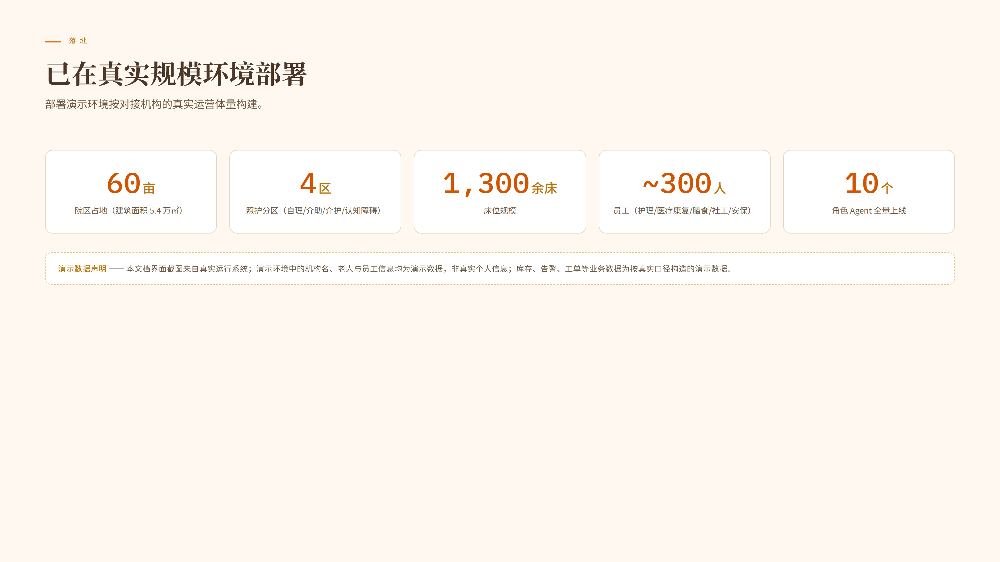 落地
已在真实规模环境部署
部署演示环境按对接机构的真实运营体量构建。
60亩
院区占地（建筑面积 5.4 万㎡）
4区
照护分区（自理/介助/介护/认知障碍）
1,300余床
床位规模
~300人
员工（护理/医疗康复/膳食/社工/安保）
10个
角色 Agent 全量上线
演示数据声明 —— 本文档界面截图来自真实运行系统；演示环境中的机构名、老人与员工信息均为演示数据，非真实个人信息；库存、告警、工单等业务数据为按真实口径构造的演示数据。